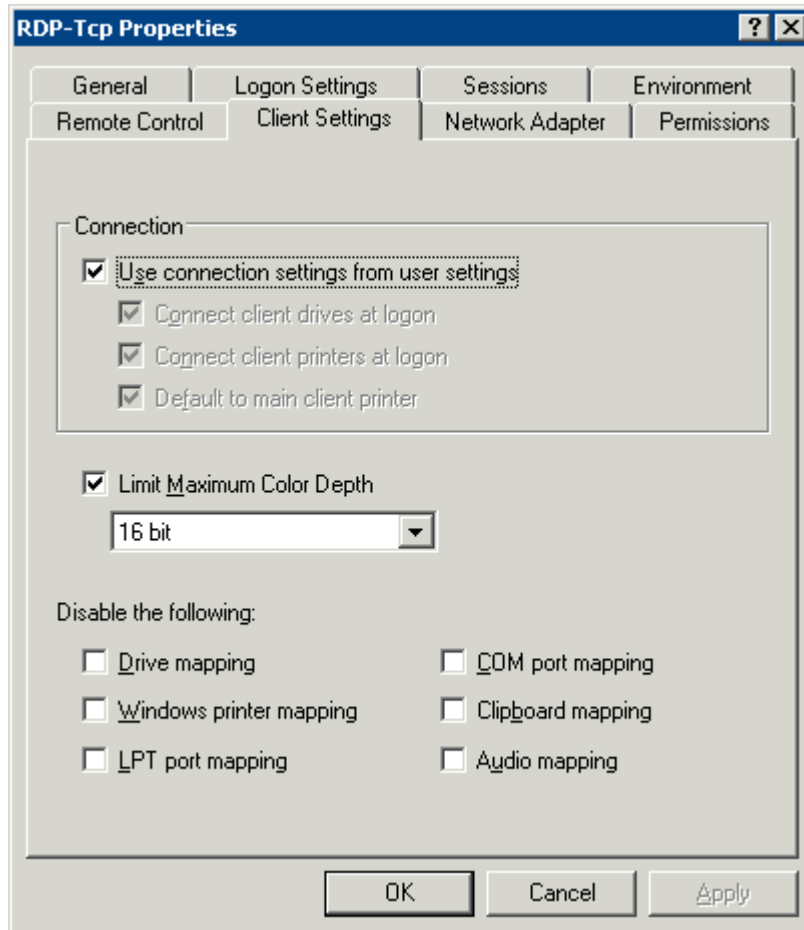 RDP-Tcp Properties
General Logon Settings Sessions Environment
Remote Control Client Settings Network Adapter Permissions
Connection
Use connection settings from user settings
Connect client drives at logon
Connect client printers at logon
Default to main client printer
Limit Maximum Color Depth
16 bit
Disable the following:
Drive mapping COM port mapping
Windows printer mapping Clipboard mapping
LPT port mapping Audio mapping
OK Cancel Apply